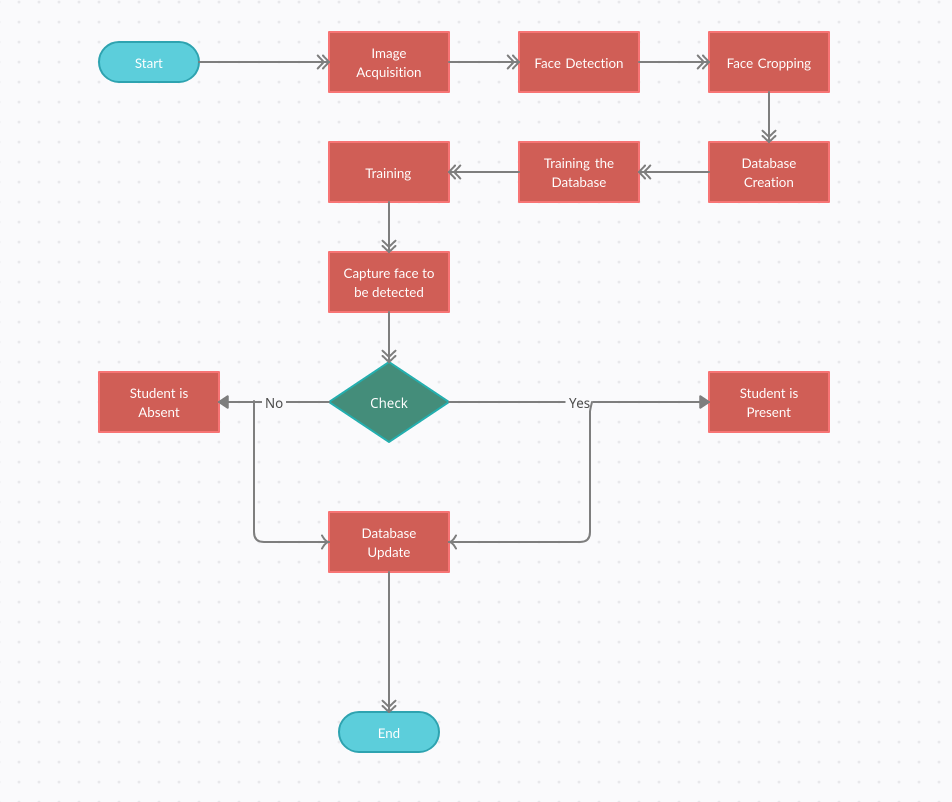 Start
Image
Acquisition
Face Detection
Face Cropping
Training
Training the
Database
Database
Creation
Capture face to
be detected
Student is
Absent
No
Check
Yes
Student is
Present
Database
Update
End